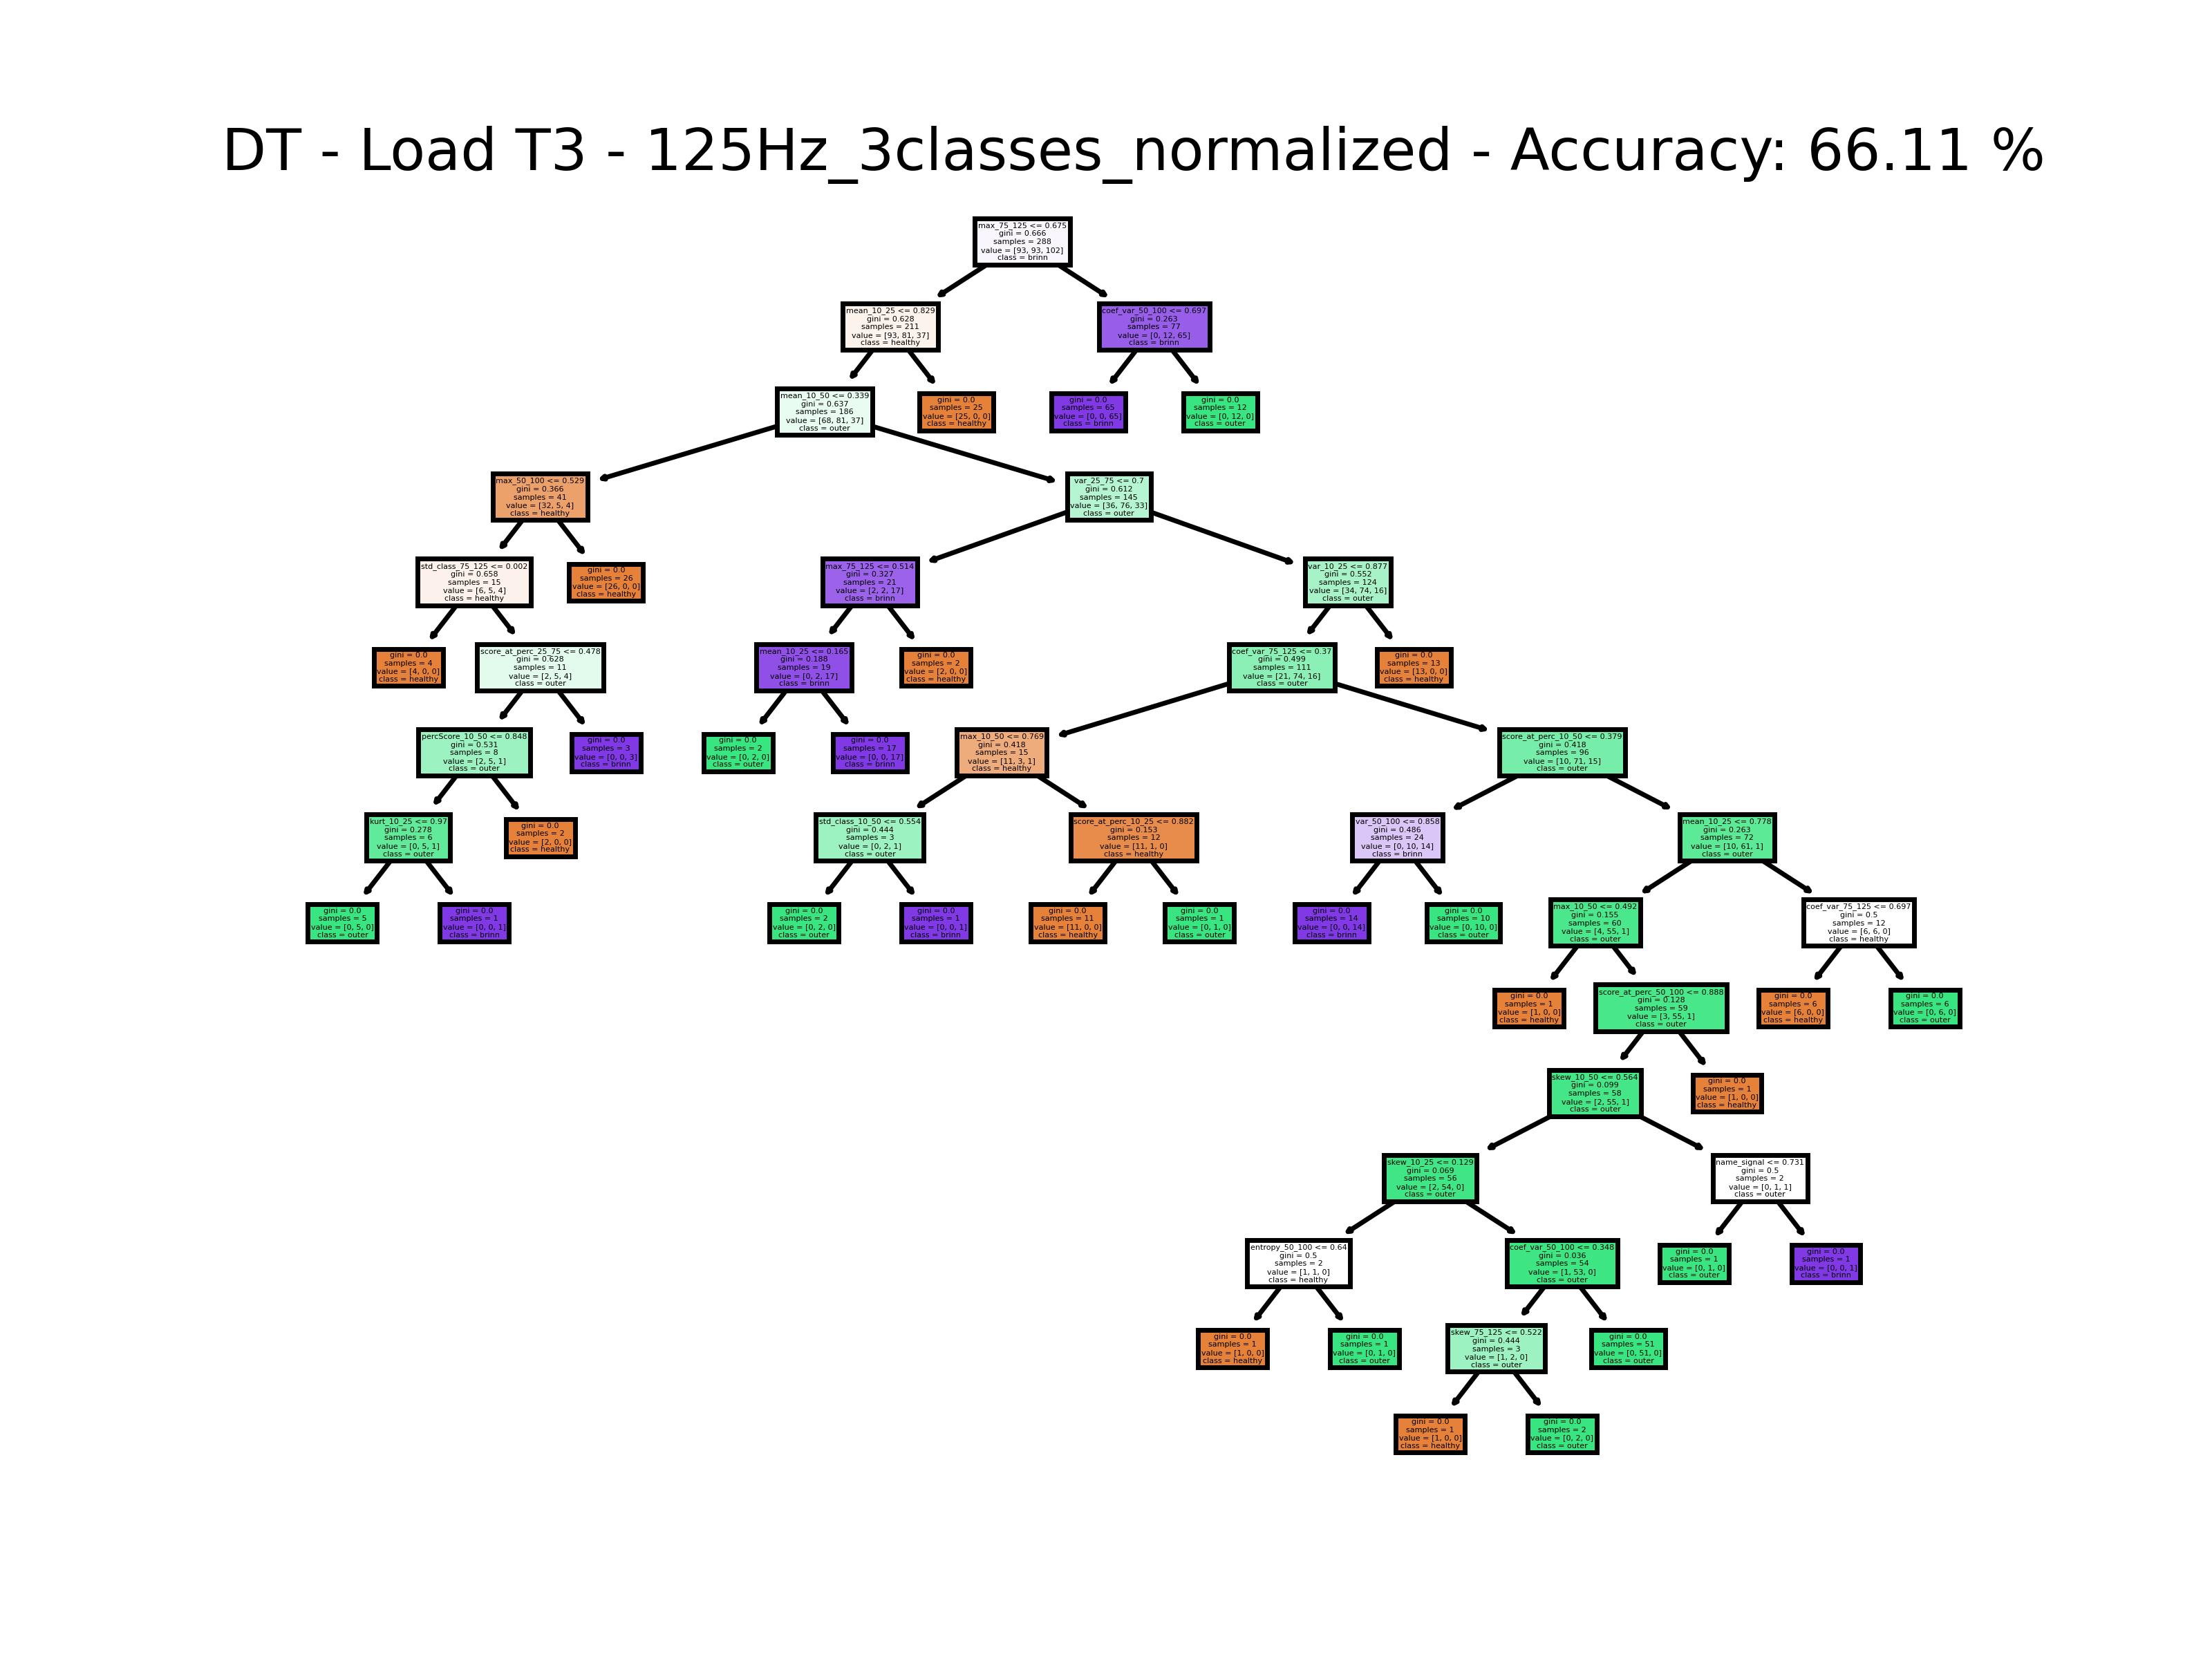 DT - Load T3 - 125Hz_3classes_normalized - Accuracy: 66.11 %
max_75_125 <= 0.675
gini = 0.666
samples = 288
value = [93, 93, 102]
class = brinn
mean_10_25 <= 0.829
gini = 0.628
samples = 211
value = [93, 81, 37]
class = healthy
coef_var_50_100 <= 0.697
gini = 0.263
samples = 77
value = [0, 12, 65]
class = brinn
mean_10_50 <= 0.339
gini = 0.637
samples = 186
value = [68, 81, 37]
class = outer
gini = 0.0
samples = 25
value = [25, 0, 0]
class = healthy
gini = 0.0
samples = 65
value = [0, 0, 65]
class = brinn
gini = 0.0
samples = 12
value = [0, 12, 0]
class = outer
max_50_100 <= 0.529
gini = 0.366
samples = 41
value = [32, 5, 4]
class = healthy
var_25_75 <= 0.7
gini = 0.612
samples = 145
value = [36, 76, 33]
class = outer
std_class_75_125 <= 0.002
gini = 0.658
samples = 15
value = [6, 5, 4]
class = healthy
gini = 0.0
samples = 26
value = [26, 0, 0]
class = healthy
max_75_125 <= 0.514
gini = 0.327
samples = 21
value = [2, 2, 17]
class = brinn
var_10_25 <= 0.877
gini = 0.552
samples = 124
value = [34, 74, 16]
class = outer
gini = 0.0
samples = 4
value = [4, 0, 0]
class = healthy
score_at_perc_25_75 <= 0.478
gini = 0.628
samples = 11
value = [2, 5, 4]
class = outer
mean_10_25 <= 0.165
gini = 0.188
samples = 19
value = [0, 2, 17]
class = brinn
gini = 0.0
samples = 2
value = [2, 0, 0]
class = healthy
coef_var_75_125 <= 0.37
gini = 0.499
samples = 111
value = [21, 74, 16]
class = outer
gini = 0.0
samples = 13
value = [13, 0, 0]
class = healthy
percScore_10_50 <= 0.848
gini = 0.531
samples = 8
value = [2, 5, 1]
class = outer
gini = 0.0
samples = 3
value = [0, 0, 3]
class = brinn
gini = 0.0
samples = 2
value = [0, 2, 0]
class = outer
gini = 0.0
samples = 17
value = [0, 0, 17]
class = brinn
max_10_50 <= 0.769
gini = 0.418
samples = 15
value = [11, 3, 1]
class = healthy
score_at_perc_10_50 <= 0.379
gini = 0.418
samples = 96
value = [10, 71, 15]
class = outer
kurt_10_25 <= 0.97
gini = 0.278
samples = 6
value = [0, 5, 1]
class = outer
gini = 0.0
samples = 2
value = [2, 0, 0]
class = healthy
std_class_10_50 <= 0.554
gini = 0.444
samples = 3
value = [0, 2, 1]
class = outer
score_at_perc_10_25 <= 0.882
gini = 0.153
samples = 12
value = [11, 1, 0]
class = healthy
var_50_100 <= 0.858
gini = 0.486
samples = 24
value = [0, 10, 14]
class = brinn
mean_10_25 <= 0.778
gini = 0.263
samples = 72
value = [10, 61, 1]
class = outer
gini = 0.0
samples = 5
value = [0, 5, 0]
class = outer
gini = 0.0
samples = 1
value = [0, 0, 1]
class = brinn
gini = 0.0
samples = 2
value = [0, 2, 0]
class = outer
gini = 0.0
samples = 1
value = [0, 0, 1]
class = brinn
gini = 0.0
samples = 11
value = [11, 0, 0]
class = healthy
gini = 0.0
samples = 1
value = [0, 1, 0]
class = outer
gini = 0.0
samples = 14
value = [0, 0, 14]
class = brinn
gini = 0.0
samples = 10
value = [0, 10, 0]
class = outer
max_10_50 <= 0.492
gini = 0.155
samples = 60
value = [4, 55, 1]
class = outer
coef_var_75_125 <= 0.697
gini = 0.5
samples = 12
value = [6, 6, 0]
class = healthy
gini = 0.0
samples = 1
value = [1, 0, 0]
class = healthy
score_at_perc_50_100 <= 0.888
gini = 0.128
samples = 59
value = [3, 55, 1]
class = outer
gini = 0.0
samples = 6
value = [6, 0, 0]
class = healthy
gini = 0.0
samples = 6
value = [0, 6, 0]
class = outer
skew_10_50 <= 0.564
gini = 0.099
samples = 58
value = [2, 55, 1]
class = outer
gini = 0.0
samples = 1
value = [1, 0, 0]
class = healthy
skew_10_25 <= 0.129
gini = 0.069
samples = 56
value = [2, 54, 0]
class = outer
name_signal <= 0.731
gini = 0.5
samples = 2
value = [0, 1, 1]
class = outer
entropy_50_100 <= 0.64
gini = 0.5
samples = 2
value = [1, 1, 0]
class = healthy
coef_var_50_100 <= 0.348
gini = 0.036
samples = 54
value = [1, 53, 0]
class = outer
gini = 0.0
samples = 1
value = [0, 1, 0]
class = outer
gini = 0.0
samples = 1
value = [0, 0, 1]
class = brinn
gini = 0.0
samples = 1
value = [1, 0, 0]
class = healthy
gini = 0.0
samples = 1
value = [0, 1, 0]
class = outer
skew_75_125 <= 0.522
gini = 0.444
samples = 3
value = [1, 2, 0]
class = outer
gini = 0.0
samples = 51
value = [0, 51, 0]
class = outer
gini = 0.0
samples = 1
value = [1, 0, 0]
class = healthy
gini = 0.0
samples = 2
value = [0, 2, 0]
class = outer